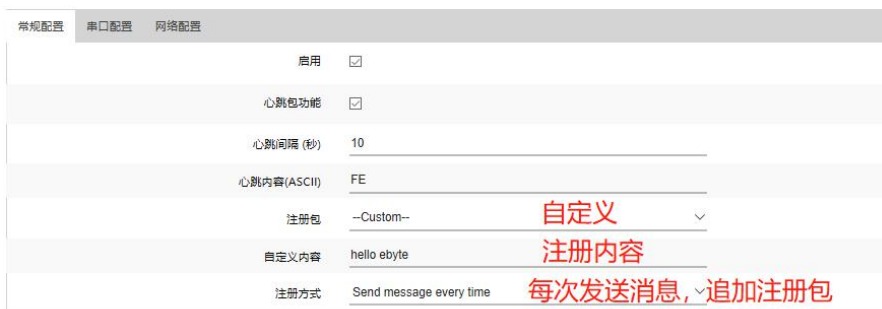 常规配置 串口配置 网络配置
启用
心跳包功能
心跳间隔 (秒) 10
心跳内容(ASCII) FE
注册包 --Custom-- 自定义
自定义内容 hello ebyte 注册内容
注册方式 Send message every time 每次发送消息，追加注册包